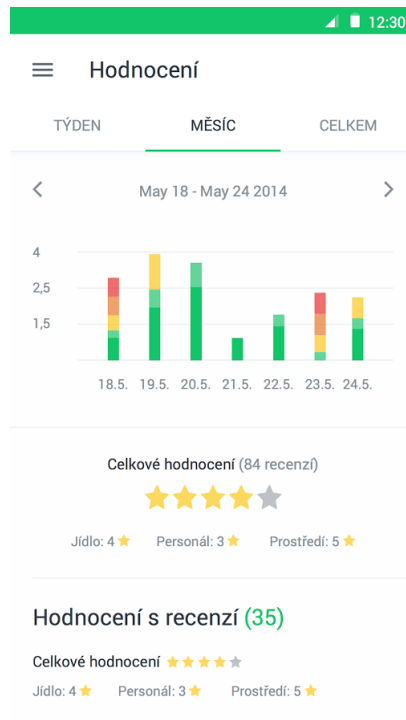 12:30
Hodnocení
TÝDEN MĚSÍC CELKEM
May 18 - May 24 2014
4
2,5
1,5
18.5. 19.5. 20.5. 21.5. 22.5. 23.5. 24.5.
Celkové hodnocení (84 recenzí)
Jídlo: 4 Personál: 3 Prostředí: 5
Hodnocení s recenzí (35)
Celkové hodnocení
Jídlo: 4 Personál: 3 Prostředí: 5